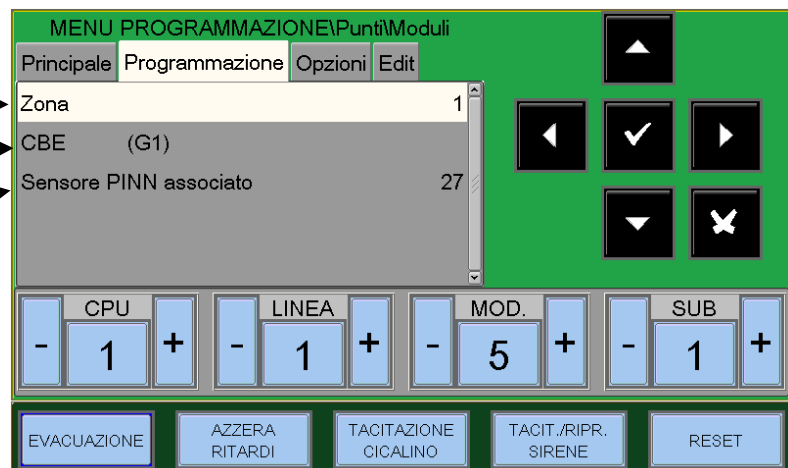 MENU PROGRAMMAZIONE\Punti\Moduli
Principale Programmazione Opzioni Edit
Zona 1
CBE (G1)
Sensore PINN associato 27
CPU LINEA MOD. SUB
- 1 + - 1 + - 5 + - 1 +
EVACUAZIONE AZZERA RITARDI TACITAZIONE CICALINO TACIT./RIPR. SIRENE RESET